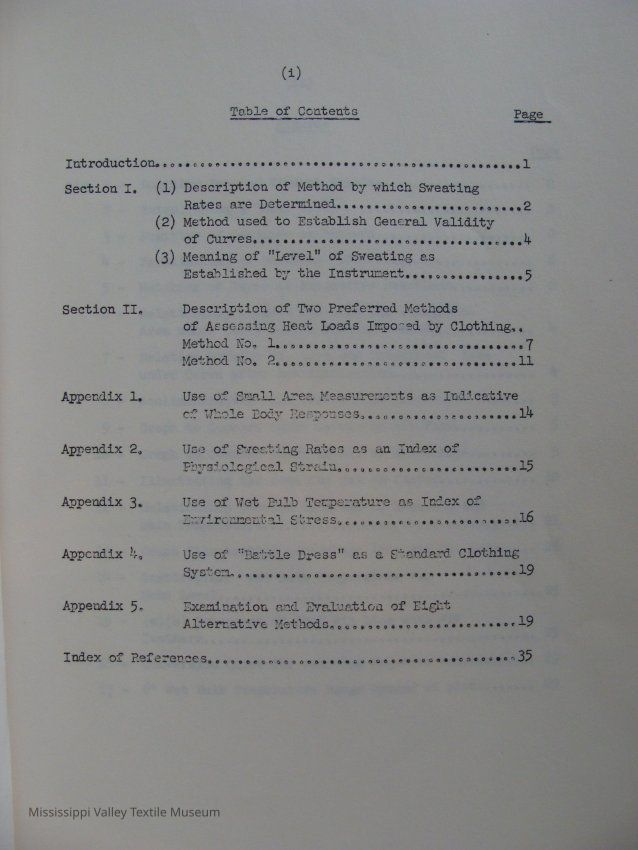 (i)
Table of Contents
Page
Introduction..................................................1
Section I. (1) Description of Method by which Sweating
Rates are Determined.........................2
(2) Method used to Establish General Validity
of Curves....................................4
(3) Meaning of "Level" of Sweating as
Established by the Instrument................5
Section II. Description of Two Preferred Methods
of Assessing Heat Loads Imposed by Clothing..
Method No. 1.................................7
Method No. 2.................................11
Appendix 1. Use of Small Area Measurements as Indicative
of Whole Body Responses......................14
Appendix 2. Use of Sweating Rates as an Index of
Physiological Strain.........................15
Appendix 3. Use of Wet Bulb Temperature as Index of
Environmental Stress.........................16
Appendix 4. Use of "Battle Dress" as a Standard Clothing
System.......................................19
Appendix 5. Examination and Evaluation of Eight
Alternative Methods..........................19
Index of References...........................................35
Mississippi Valley Textile Museum